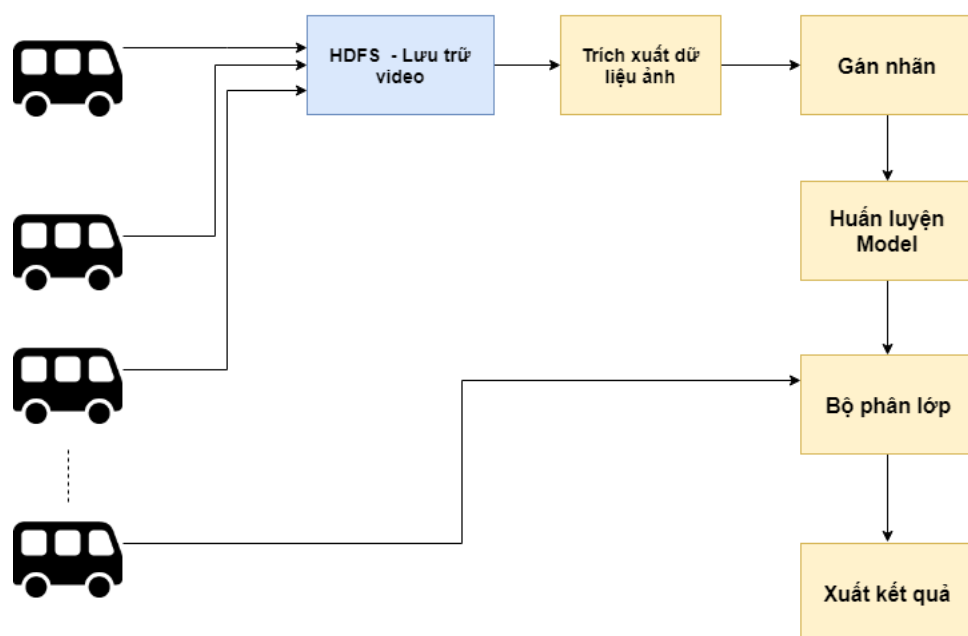 HDFS - Lưu trữ
video
Trích xuất dữ
liệu ảnh
Gán nhãn
Huấn luyện
Model
Bộ phân lớp
Xuất kết quả